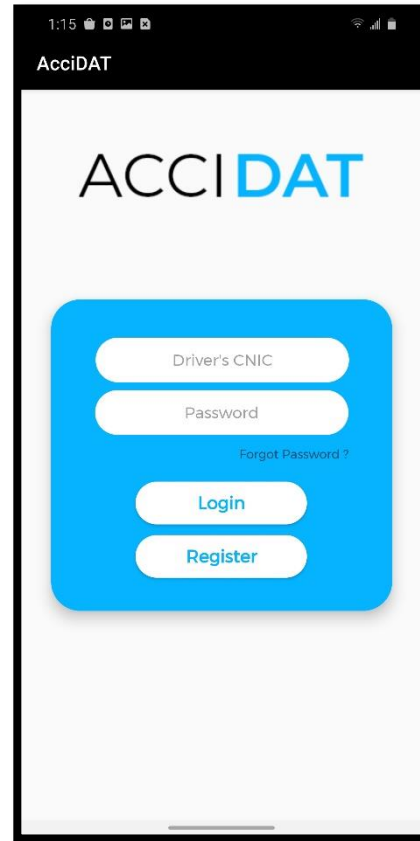 1:15
AcciDAT
ACCIDAT
Driver's CNIC
Password
Forgot Password ?
Login
Register